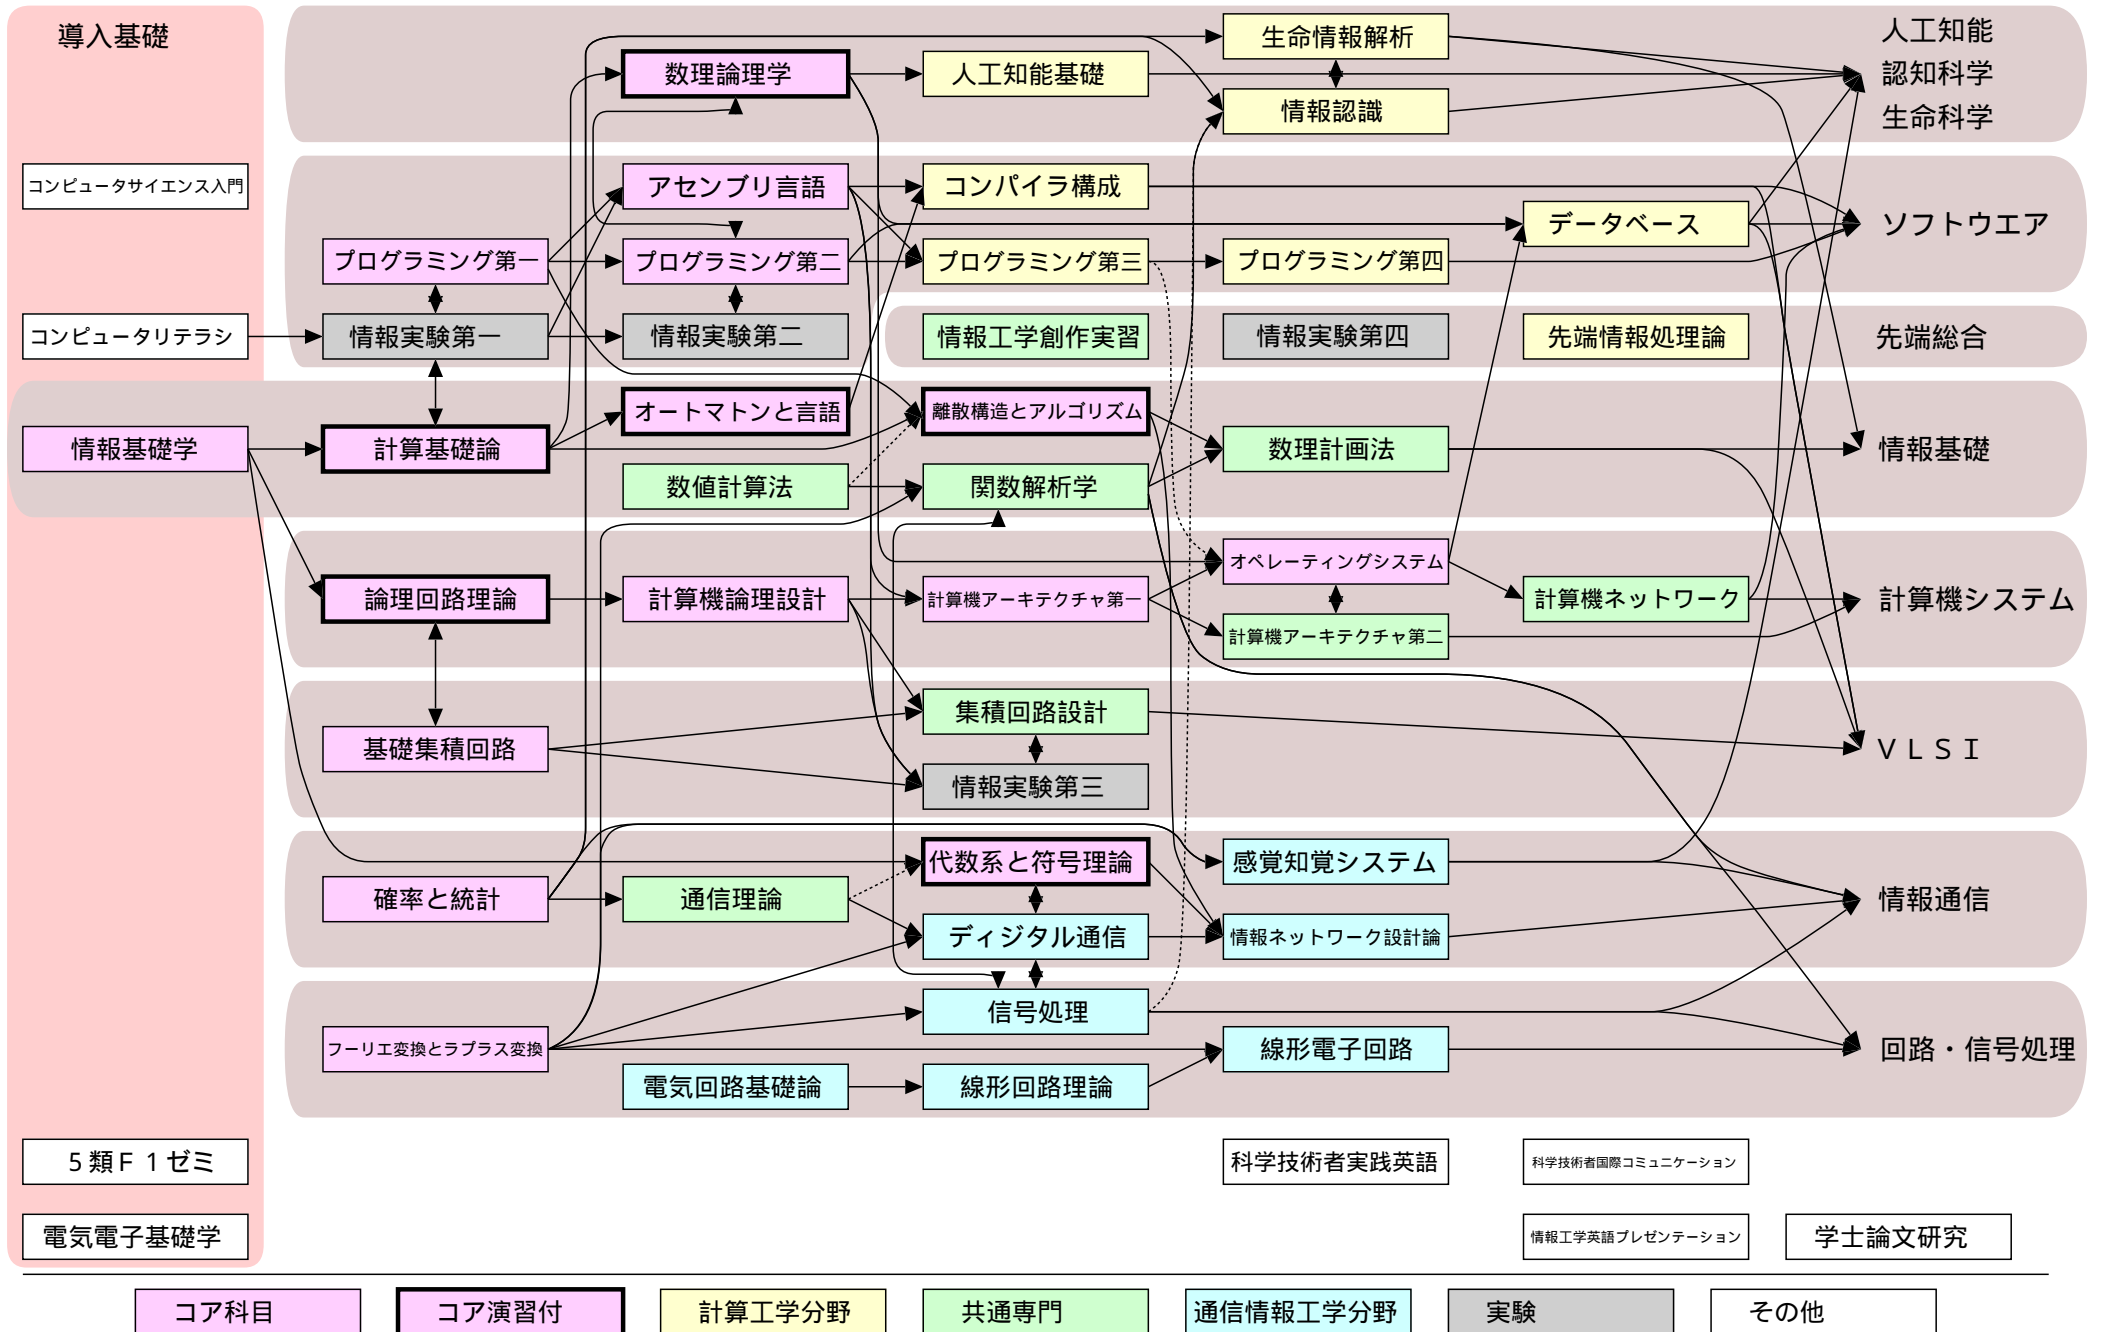 導入基礎
生命情報解析
人工知能
数理論理学
人工知能基礎
認知科学
情報認識
生命科学
コンピュータサイエンス入門
アセンブリ言語
コンパイラ構成
データベース
ソフトウエア
プログラミング第一
プログラミング第二
プログラミング第三
プログラミング第四
コンピュータリテラシ
情報実験第一
情報実験第二
情報工学創作実習
情報実験第四
先端情報処理論
先端総合
オートマトンと言語
離散構造とアルゴリズム
情報基礎学
計算基礎論
数理計画法
情報基礎
数値計算法
関数解析学
オペレーティングシステム
論理回路理論
計算機論理設計
計算機アーキテクチャ第一
計算機ネットワーク
計算機システム
計算機アーキテクチャ第二
集積回路設計
基礎集積回路
ＶＬＳＩ
情報実験第三
代数系と符号理論
感覚知覚システム
確率と統計
通信理論
情報通信
ディジタル通信
情報ネットワーク設計論
信号処理
フーリエ変換とラプラス変換
線形電子回路
回路・信号処理
電気回路基礎論
線形回路理論
５類Ｆ１ゼミ
科学技術者実践英語
科学技術者国際コミュニケーション
電気電子基礎学
情報工学英語プレゼンテーション
学士論文研究
コア科目
コア演習付
計算工学分野
共通専門
通信情報工学分野
実験
その他